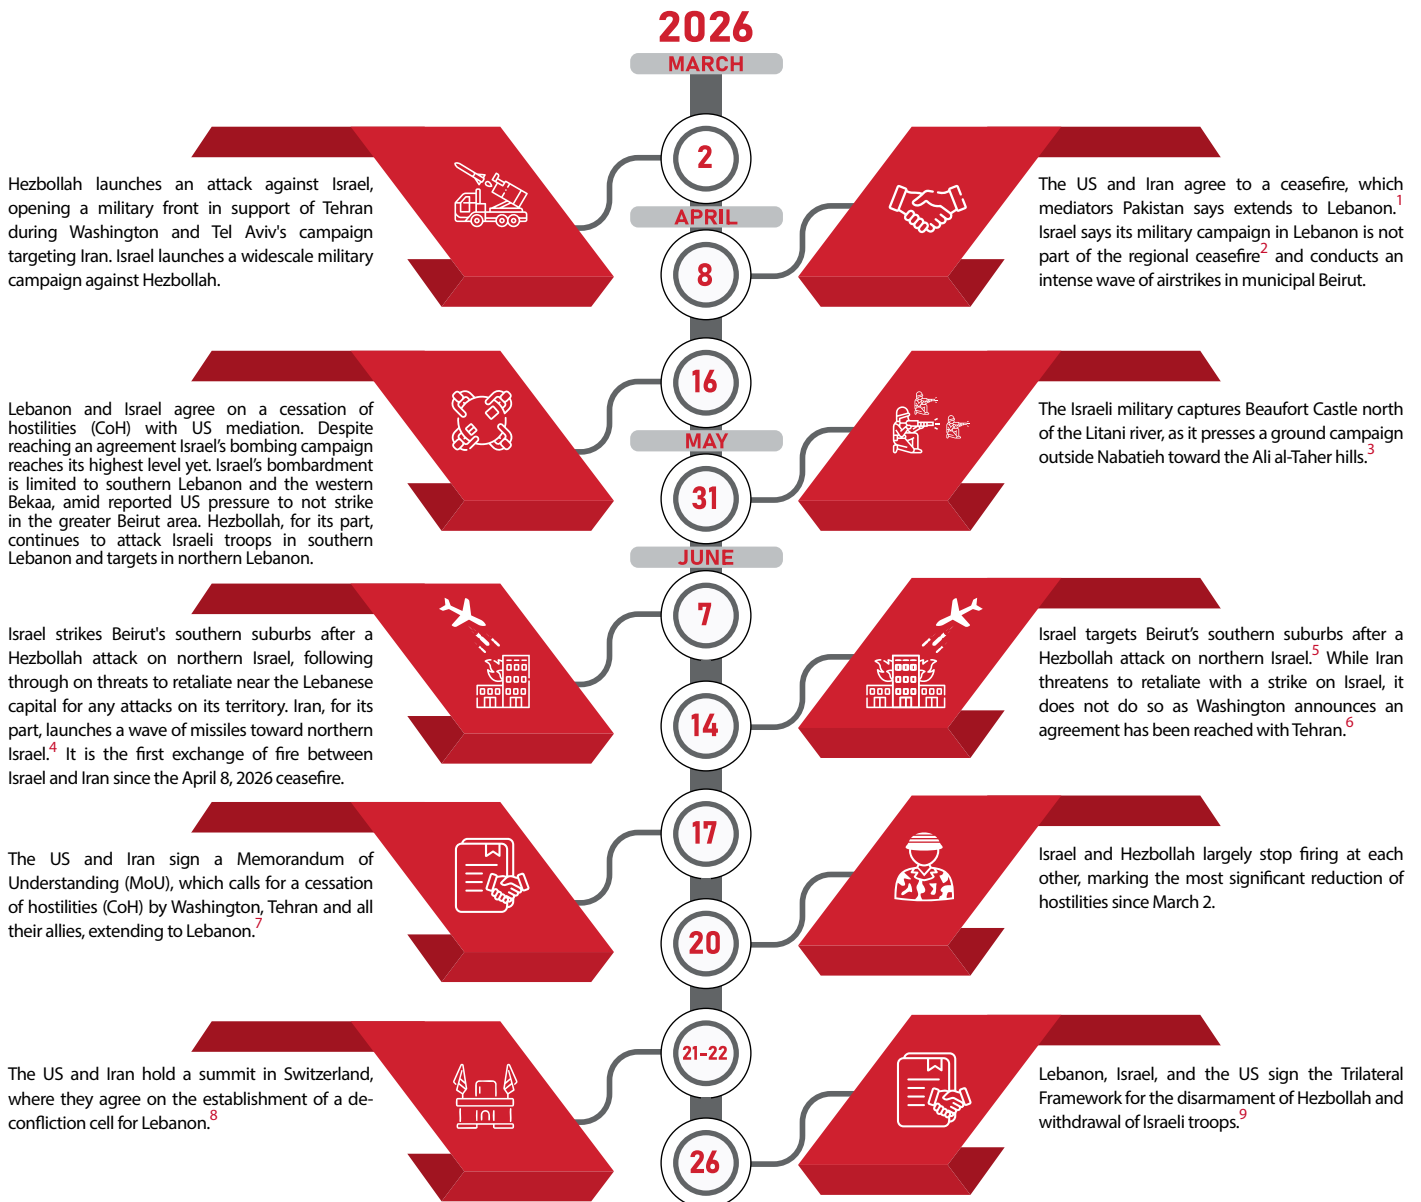 2026
MARCH
2
Hezbollah launches an attack against Israel,
opening a military front in support of Tehran
during Washington and Tel Aviv's campaign
targeting Iran. Israel launches a widescale military
campaign against Hezbollah.
APRIL
8
The US and Iran agree to a ceasefire, which
mediators Pakistan says extends to Lebanon.1
Israel says its military campaign in Lebanon is not
part of the regional ceasefire2 and conducts an
intense wave of airstrikes in municipal Beirut.
16
Lebanon and Israel agree on a cessation of
hostilities (CoH) with US mediation. Despite
reaching an agreement Israel’s bombing campaign
reaches its highest level yet. Israel’s bombardment
is limited to southern Lebanon and the western
Bekaa, amid reported US pressure to not strike
in the greater Beirut area. Hezbollah, for its part,
continues to attack Israeli troops in southern
Lebanon and targets in northern Lebanon.
MAY
31
The Israeli military captures Beaufort Castle north
of the Litani river, as it presses a ground campaign
outside Nabatieh toward the Ali al-Taher hills.3
JUNE
7
Israel strikes Beirut's southern suburbs after a
Hezbollah attack on northern Israel, following
through on threats to retaliate near the Lebanese
capital for any attacks on its territory. Iran, for its
part, launches a wave of missiles toward northern
Israel.4 It is the first exchange of fire between
Israel and Iran since the April 8, 2026 ceasefire.
14
Israel targets Beirut’s southern suburbs after a
Hezbollah attack on northern Israel.5 While Iran
threatens to retaliate with a strike on Israel, it
does not do so as Washington announces an
agreement has been reached with Tehran.6
17
The US and Iran sign a Memorandum of
Understanding (MoU), which calls for a cessation
of hostilities (CoH) by Washington, Tehran and all
their allies, extending to Lebanon.7
20
Israel and Hezbollah largely stop firing at each
other, marking the most significant reduction of
hostilities since March 2.
21-22
The US and Iran hold a summit in Switzerland,
where they agree on the establishment of a de-
confliction cell for Lebanon.8
26
Lebanon, Israel, and the US sign the Trilateral
Framework for the disarmament of Hezbollah and
withdrawal of Israeli troops.9